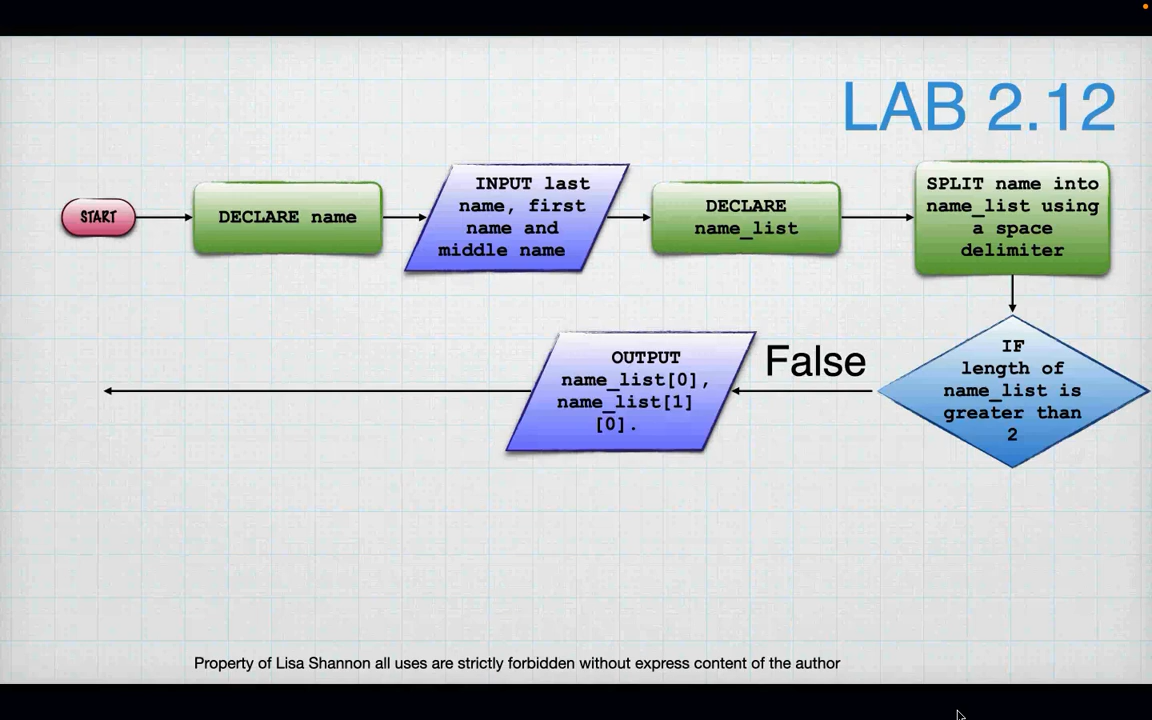 LAB 2.12
START
DECLARE name
INPUT last
name, first
name and
middle name
DECLARE
name_list
SPLIT name into
name_list using
a space
delimiter
IF
length of
name_list is
greater than
2
False
OUTPUT
name_list[0],
name_list[1]
[0].
Property of Lisa Shannon all uses are strictly forbidden without express content of the author